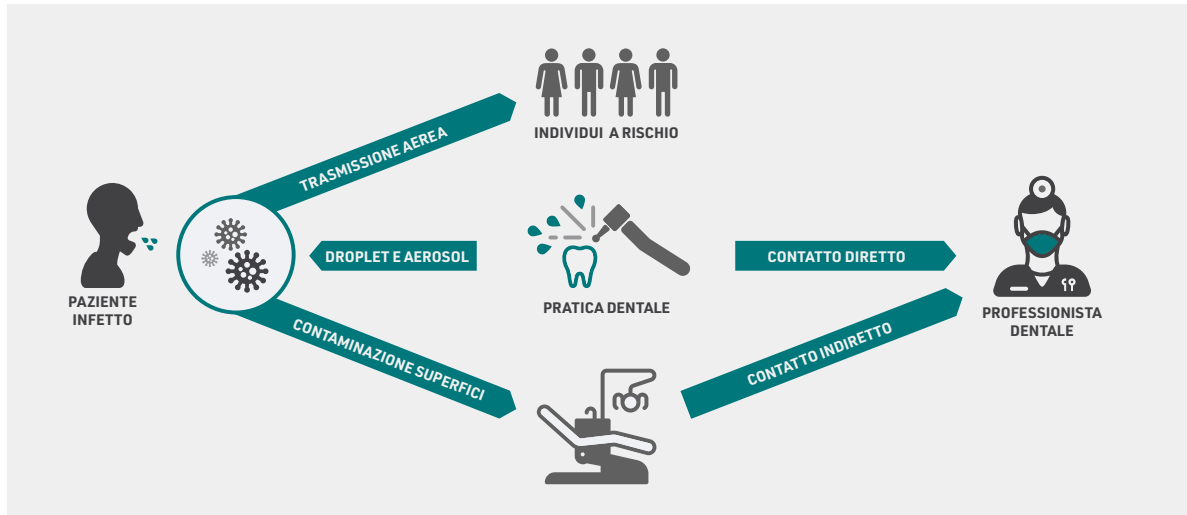 INDIVIDUI A RISCHIO
TRASMISSIONE AEREA
DROPLET E AEROSOL
CONTATTO DIRETTO
PAZIENTE
INFETTO
PRATICA DENTALE
PROFESSIONISTA
DENTALE
CONTAMINAZIONE SUPERFICI
CONTATTO INDIRETTO